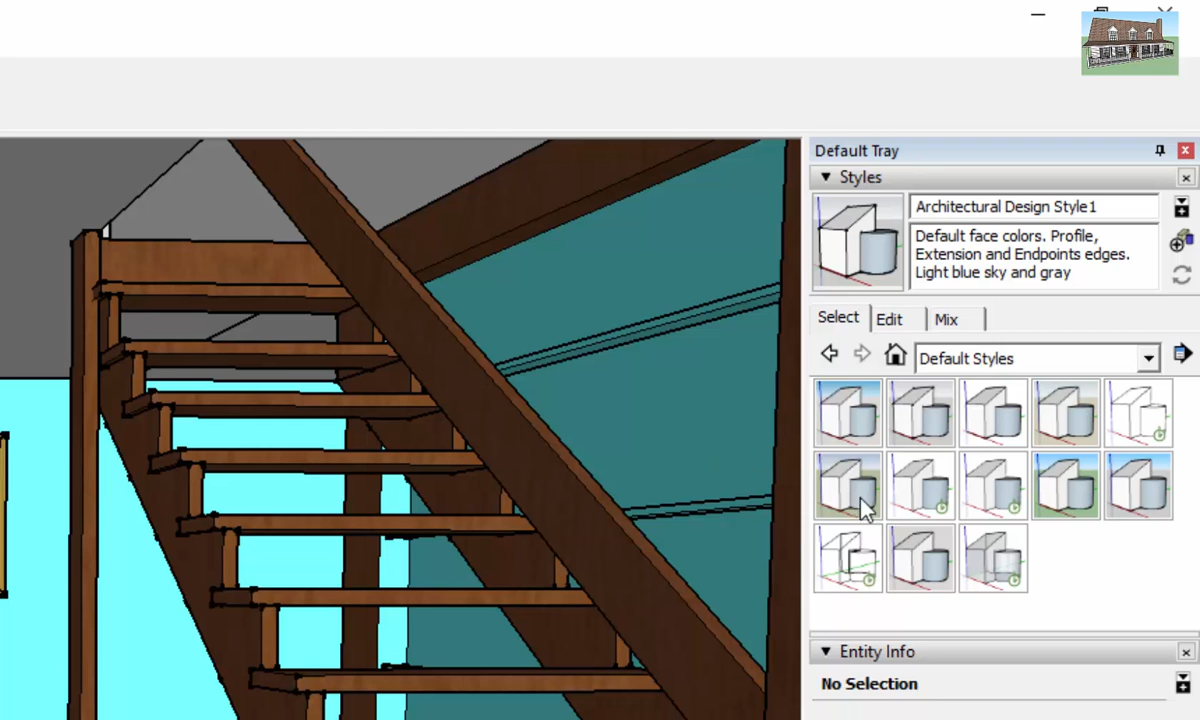 Default Tray
Styles
Architectural Design Style1
Default face colors. Profile,
Extension and Endpoints edges.
Light blue sky and gray
Select
Edit
Mix
Default Styles
Entity Info
No Selection